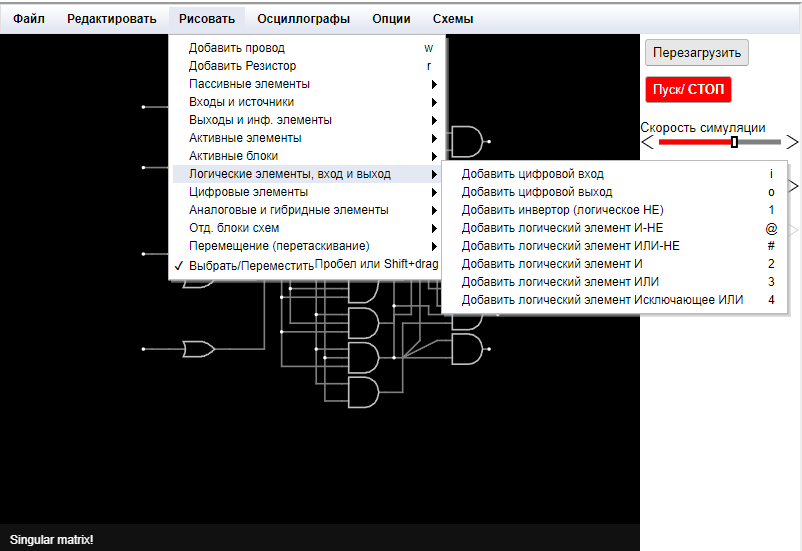 Файл Редактировать Рисовать Осциллографы Опции Схемы
Добавить провод w
Добавить Резистор r
Пассивные элементы
Входы и источники
Выходы и инф. элементы
Активные элементы
Активные блоки
Логические элементы, вход и выход
Цифровые элементы
Аналоговые и гибридные элементы
Отд. блоки схем
Перемещение (перетаскивание)
✓ Выбрать/Переместить Пробел или Shift+drag
Добавить цифровой вход i
Добавить цифровой выход o
Добавить инвертор (логическое НЕ) 1
Добавить логический элемент И-НЕ @
Добавить логический элемент ИЛИ-НЕ #
Добавить логический элемент И 2
Добавить логический элемент ИЛИ 3
Добавить логический элемент Исключающее ИЛИ 4
Перезагрузить
Пуск/ СТОП
Скорость симуляции
Singular matrix!